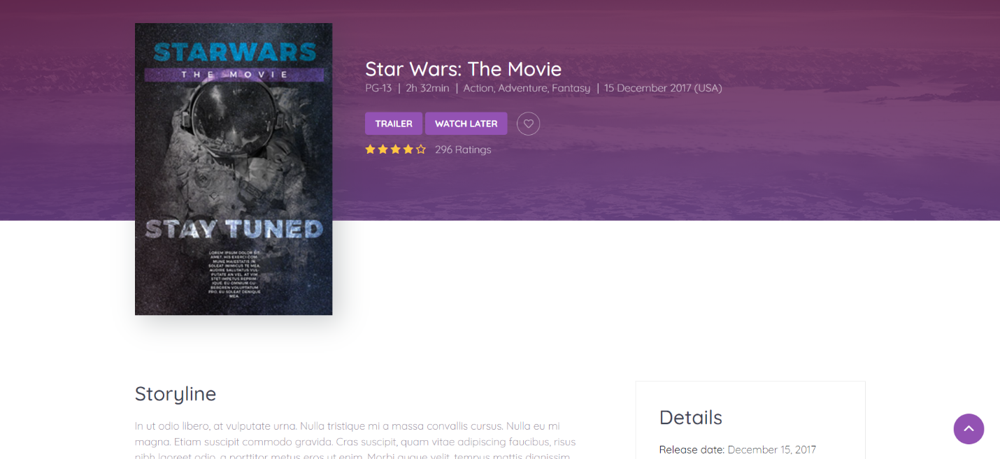 STARWARS
THE MOVIE
STAY TUNED
LOREM IPSUM DOLOR SIT
AMET, HIS EXERCI COM-
MUNE MAIESTATIS IN
SOLEAT INIMICUS TE MEA.
AUDIRE SALUTATUS VUL-
PUTATE AN VEL. AT VIM
STET IMPETUS REPRIM-
IQUE. EU OMNIUM CU
BERGREN VOLUPTATUM
PRO. EU SOLEAT DENIQUE
MEA.
Star Wars: The Movie
PG-13 | 2h 32min | Action, Adventure, Fantasy | 15 December 2017 (USA)
TRAILER WATCH LATER
296 Ratings
Storyline
In ut odio libero, at vulputate urna. Nulla tristique mi a massa convallis cursus. Nulla eu mi
magna. Etiam suscipit commodo gravida. Cras suscipit, quam vitae adipiscing faucibus, risus
nibh laoreet odio, a porttitor metus eros ut enim. Morbi augue velit, tempus mattis dignissim
Details
Release date: December 15, 2017